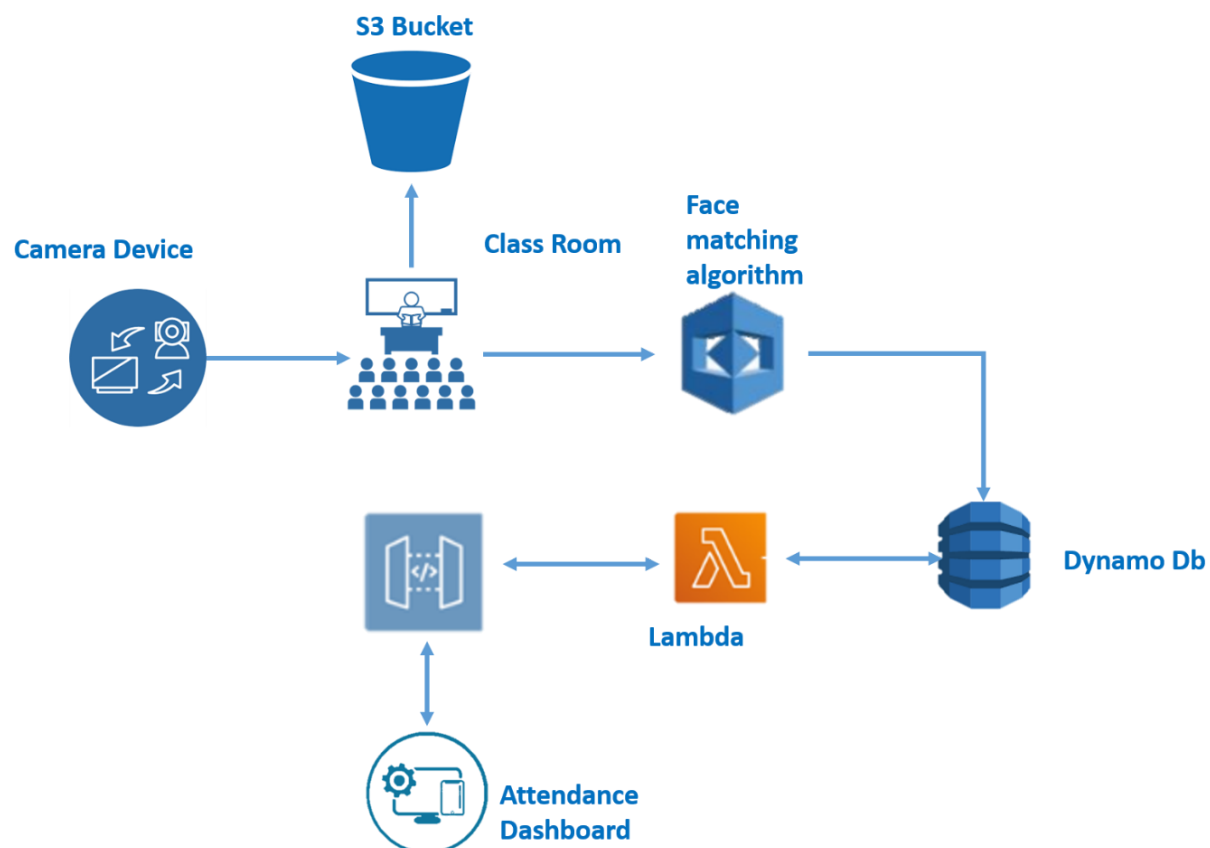 S3 Bucket
Camera Device
Class Room
Face
matching
algorithm
</>
Lambda
Dynamo Db
Attendance
Dashboard